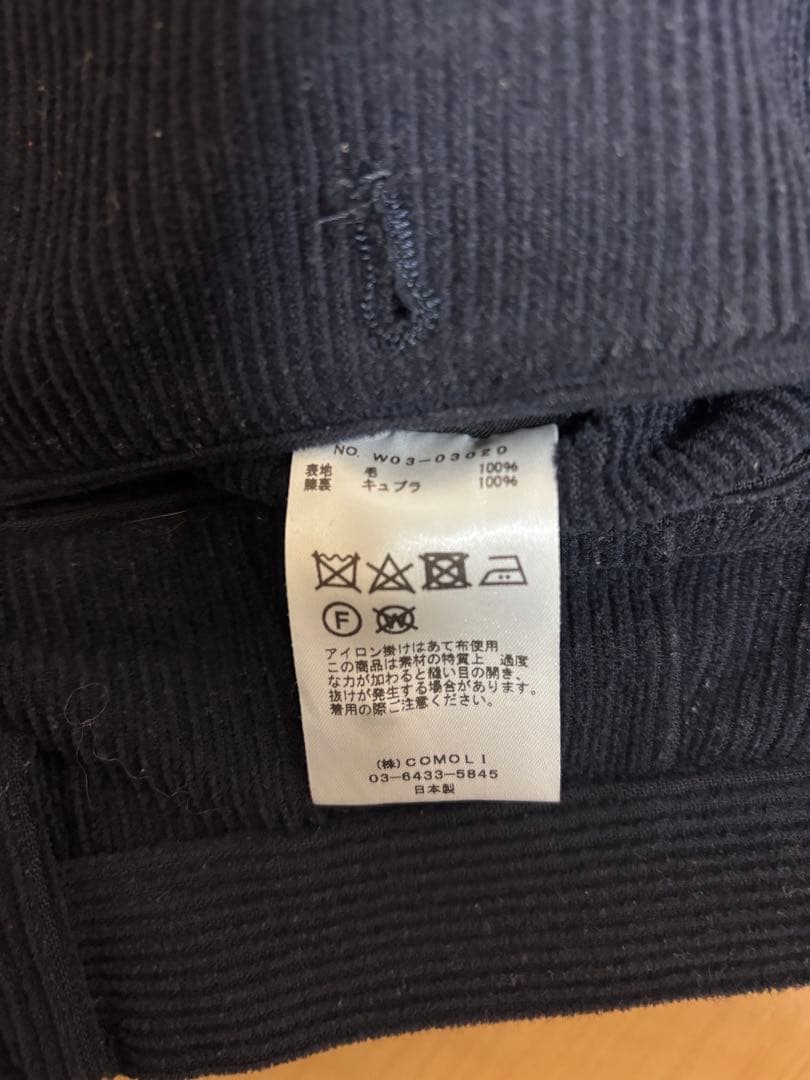 NO. W03-03020
表地 毛 100%
膝裏 キュプラ 100%
F W
アイロン掛けはあて布使用
この商品は素材の特質上 過度
な力が加わると縫い目の開き、
抜けが発生する場合があります。
着用の際ご注意ください。
(株)COMOLI
03-6433-5845
日本製